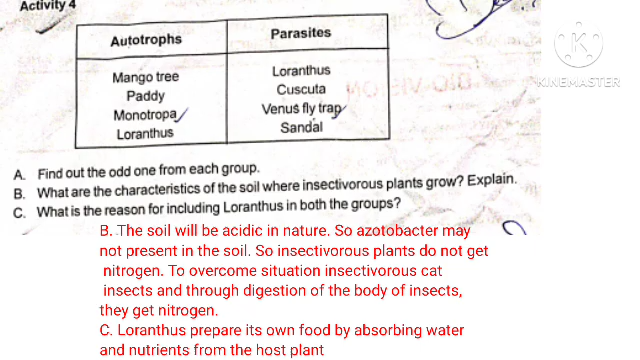 Activity 4
Autotrophs Parasites
Mango tree Loranthus
Paddy Cuscuta
Monotropa Venus fly trap
Loranthus Sandal
KINEMASTER
A. Find out the odd one from each group.
B. What are the characteristics of the soil where insectivorous plants grow? Explain.
C. What is the reason for including Loranthus in both the groups?
B. The soil will be acidic in nature. So azotobacter may
not present in the soil. So insectivorous plants do not get
nitrogen. To overcome situation insectivorous cat
insects and through digestion of the body of insects,
they get nitrogen.
C. Loranthus prepare its own food by absorbing water
and nutrients from the host plant